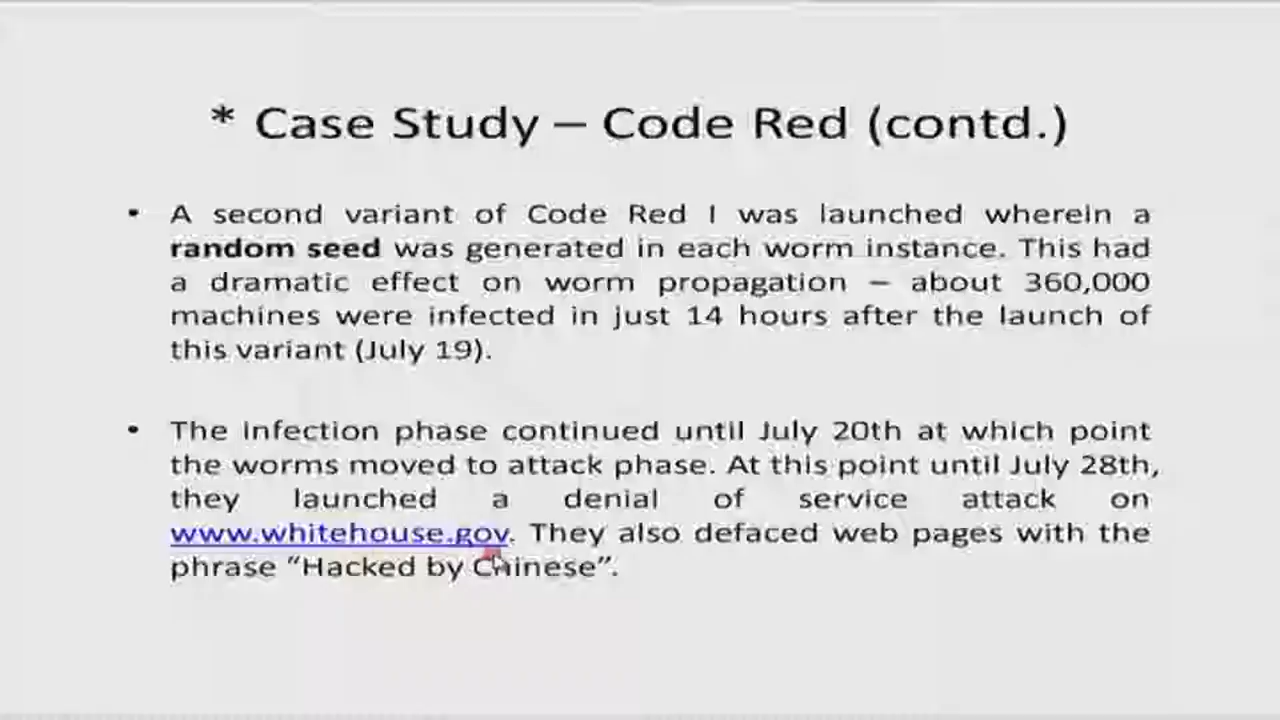 * Case Study – Code Red (contd.)
• A second variant of Code Red I was launched wherein a
random seed was generated in each worm instance. This had
a dramatic effect on worm propagation – about 360,000
machines were infected in just 14 hours after the launch of
this variant (July 19).
• The infection phase continued until July 20th at which point
the worms moved to attack phase. At this point until July 28th,
they launched a denial of service attack on
www.whitehouse.gov. They also defaced web pages with the
phrase “Hacked by Chinese”.